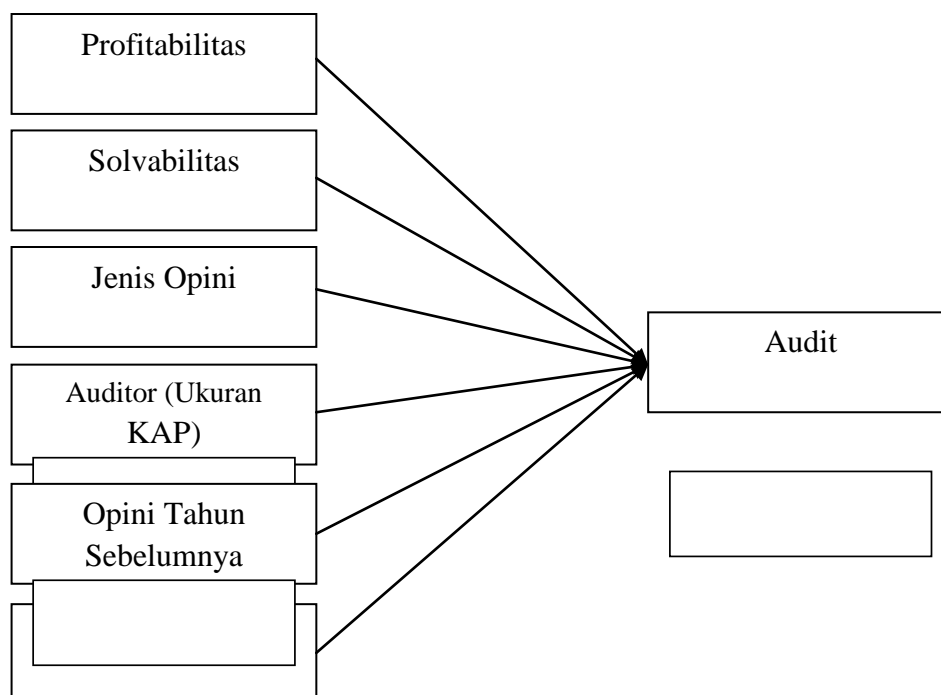 Profitabilitas
Solvabilitas
Jenis Opini
Auditor (Ukuran
KAP)
Opini Tahun
Sebelumnya
Audit